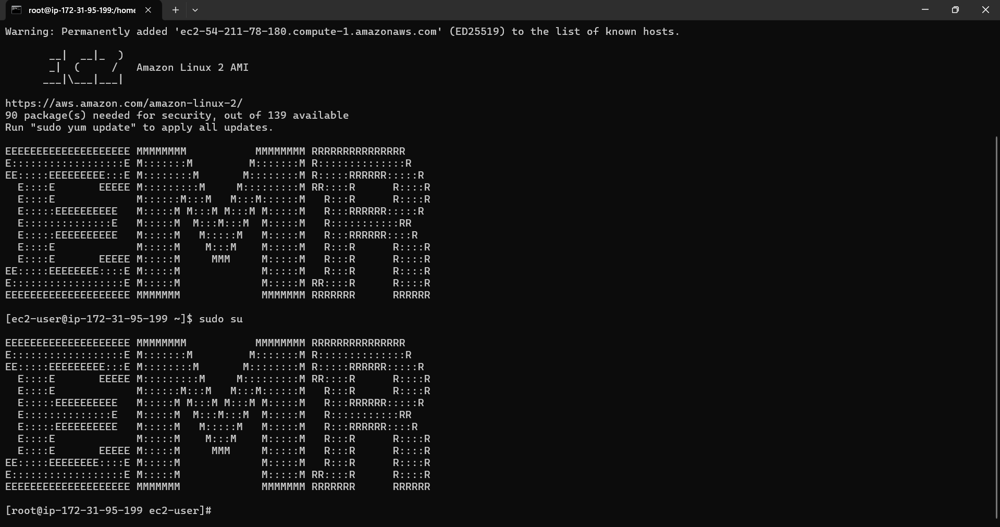 root@ip-172-31-95-199:/home
Warning: Permanently added 'ec2-54-211-78-180.compute-1.amazonaws.com' (ED25519) to the list of known hosts.

       __|  __|_  )
       _|  (     /   Amazon Linux 2 AMI
      ___|\___|___|

https://aws.amazon.com/amazon-linux-2/
90 package(s) needed for security, out of 139 available
Run "sudo yum update" to apply all updates.

EEEEEEEEEEEEEEEEEEEE MMMMMMMM           MMMMMMMM RRRRRRRRRRRRRRR
E::::::::::::::::::E M:::::::M         M:::::::M R::::::::::::::R
EE:::::EEEEEEEEE:::E M::::::::M       M::::::::M R:::::RRRRRR:::::R
  E::::E       EEEEE M:::::::::M     M:::::::::M RR::::R      R::::R
  E::::E             M::::::M:::M   M:::M::::::M   R:::R      R::::R
  E:::::EEEEEEEEEE   M:::::M M:::M M:::M M:::::M   R:::RRRRRR:::::R
  E::::::::::::::E   M:::::M  M:::M:::M  M:::::M   R:::::::::::RR
  E:::::EEEEEEEEEE   M:::::M   M:::::M   M:::::M   R:::RRRRRR::::R
  E::::E             M:::::M    M:::M    M:::::M   R:::R      R::::R
  E::::E       EEEEE M:::::M     MMM     M:::::M   R:::R      R::::R
EE:::::EEEEEEEE::::E M:::::M             M:::::M   R:::R      R::::R
E::::::::::::::::::E M:::::M             M:::::M RR::::R      R::::R
EEEEEEEEEEEEEEEEEEEE MMMMMMM             MMMMMMM RRRRRRR      RRRRRR

[ec2-user@ip-172-31-95-199 ~]$ sudo su

EEEEEEEEEEEEEEEEEEEE MMMMMMMM           MMMMMMMM RRRRRRRRRRRRRRR
E::::::::::::::::::E M:::::::M         M:::::::M R::::::::::::::R
EE:::::EEEEEEEEE:::E M::::::::M       M::::::::M R:::::RRRRRR:::::R
  E::::E       EEEEE M:::::::::M     M:::::::::M RR::::R      R::::R
  E::::E             M::::::M:::M   M:::M::::::M   R:::R      R::::R
  E:::::EEEEEEEEEE   M:::::M M:::M M:::M M:::::M   R:::RRRRRR:::::R
  E::::::::::::::E   M:::::M  M:::M:::M  M:::::M   R:::::::::::RR
  E:::::EEEEEEEEEE   M:::::M   M:::::M   M:::::M   R:::RRRRRR::::R
  E::::E             M:::::M    M:::M    M:::::M   R:::R      R::::R
  E::::E       EEEEE M:::::M     MMM     M:::::M   R:::R      R::::R
EE:::::EEEEEEEE::::E M:::::M             M:::::M   R:::R      R::::R
E::::::::::::::::::E M:::::M             M:::::M RR::::R      R::::R
EEEEEEEEEEEEEEEEEEEE MMMMMMM             MMMMMMM RRRRRRR      RRRRRR

[root@ip-172-31-95-199 ec2-user]#